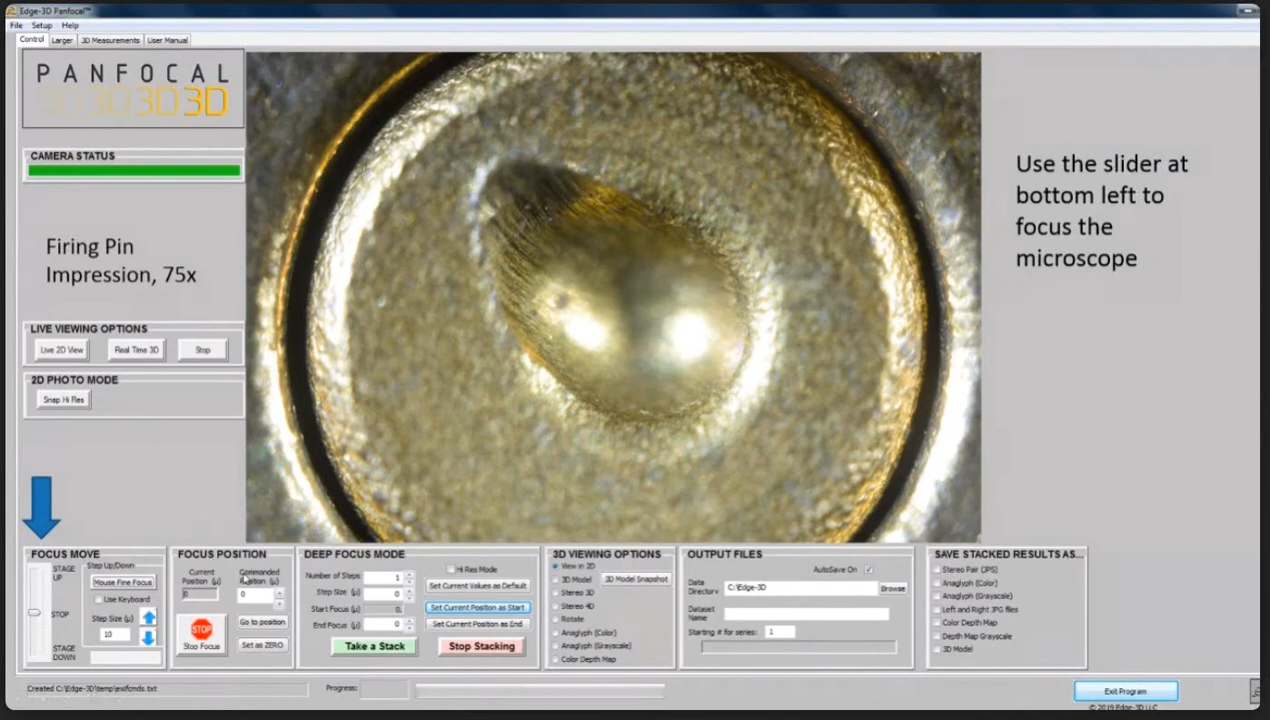 Edge-3D Panfocal™
File Setup Help
Control Larger 3D Measurements User Manual
PANFOCAL
3D 3D 3D 3D
CAMERA STATUS
Firing Pin
Impression, 75x
Use the slider at
bottom left to
focus the
microscope
LIVE VIEWING OPTIONS
Live 2D View Real Time 3D Stop
2D PHOTO MODE
Snap Hi Res
FOCUS MOVE
STAGE
UP
STOP
STAGE
DOWN
Step Up/Down
Mouse Fine Focus
Use Keyboard
Step Size (µ)
10
FOCUS POSITION
Current
Position (µ)
0
Commanded
Position (µ)
0
STOP
Stop Focus
Go to position
Set as ZERO
DEEP FOCUS MODE
Hi Res Mode
Number of Steps 1
Set Current Values as Default
Step Size (µ) 0
Start Focus (µ) 0
Set Current Position as Start
End Focus (µ) 0
Set Current Position as End
Take a Stack
Stop Stacking
3D VIEWING OPTIONS
View in 2D
3D Model 3D Model Snapshot
Stereo 3D
Stereo 4D
Rotate
Anaglyph (Color)
Anaglyph (Grayscale)
Color Depth Map
OUTPUT FILES
AutoSave On
Data
Directory
C:\Edge-3D
Browse
Dataset
Name
Starting # for series: 1
SAVE STACKED RESULTS AS...
Stereo Pair (JPS)
Anaglyph (Color)
Anaglyph (Grayscale)
Left and Right JPG files
Color Depth Map
Depth Map Grayscale
3D Model
Created C:\Edge-3D\temp\exifcmds.txt
Progress:
Exit Program
© 2019 Edge-3D LLC